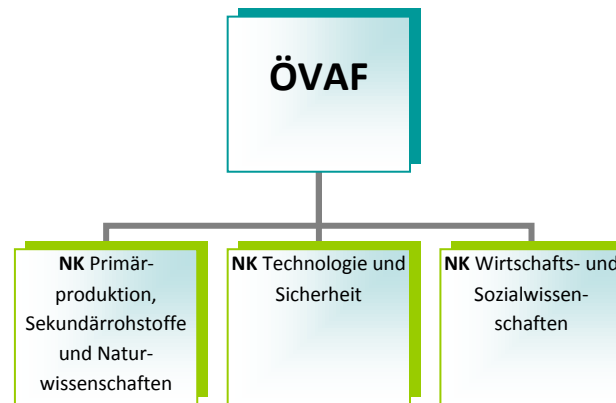 ÖVAF
NK Primär-
produktion,
Sekundärrohstoffe
und Natur-
wissenschaften
NK Technologie und
Sicherheit
NK Wirtschafts- und
Sozialwissen-
schaften